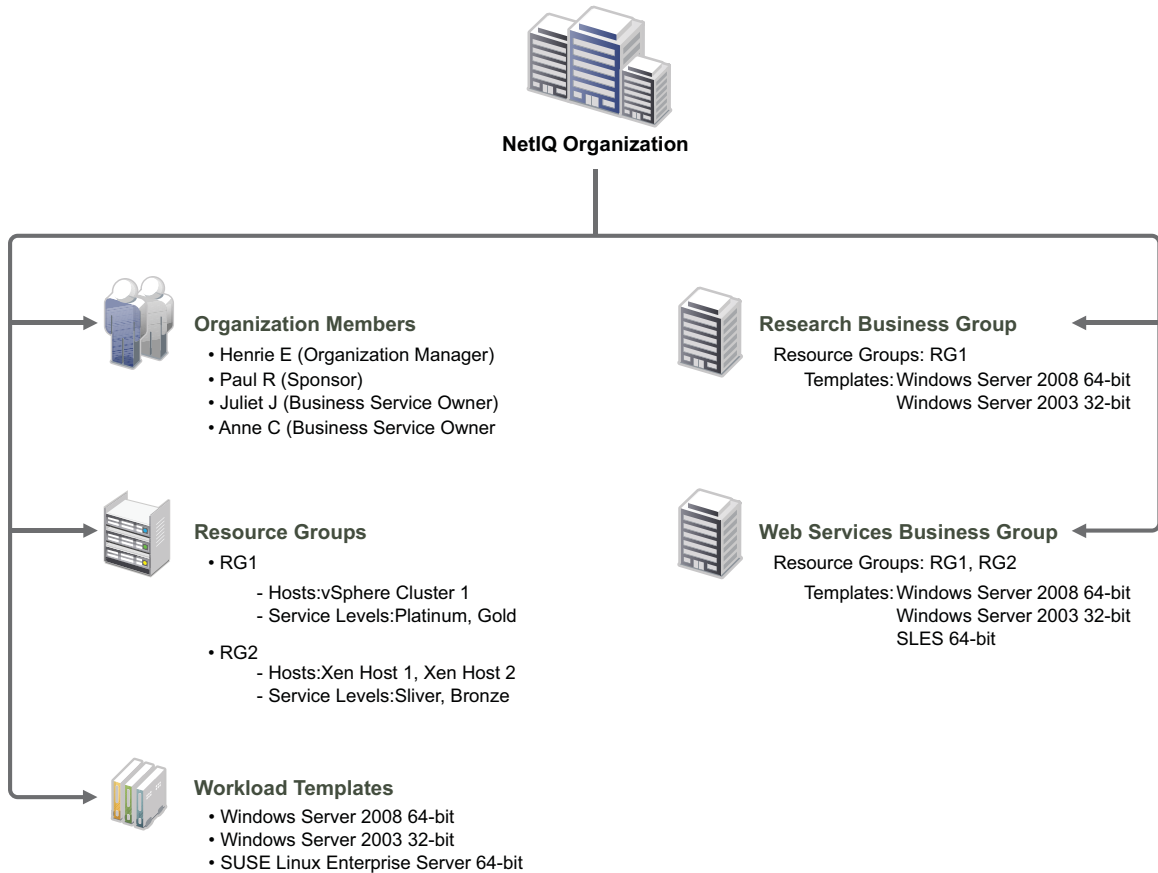 NetIQ Organization
Organization Members
• Henrie E (Organization Manager)
• Paul R (Sponsor)
• Juliet J (Business Service Owner)
• Anne C (Business Service Owner
Resource Groups
• RG1
- Hosts:vSphere Cluster 1
- Service Levels:Platinum, Gold
• RG2
- Hosts:Xen Host 1, Xen Host 2
- Service Levels:Sliver, Bronze
Workload Templates
• Windows Server 2008 64-bit
• Windows Server 2003 32-bit
• SUSE Linux Enterprise Server 64-bit
Research Business Group
Resource Groups: RG1
Templates: Windows Server 2008 64-bit
Windows Server 2003 32-bit
Web Services Business Group
Resource Groups: RG1, RG2
Templates: Windows Server 2008 64-bit
Windows Server 2003 32-bit
SLES 64-bit